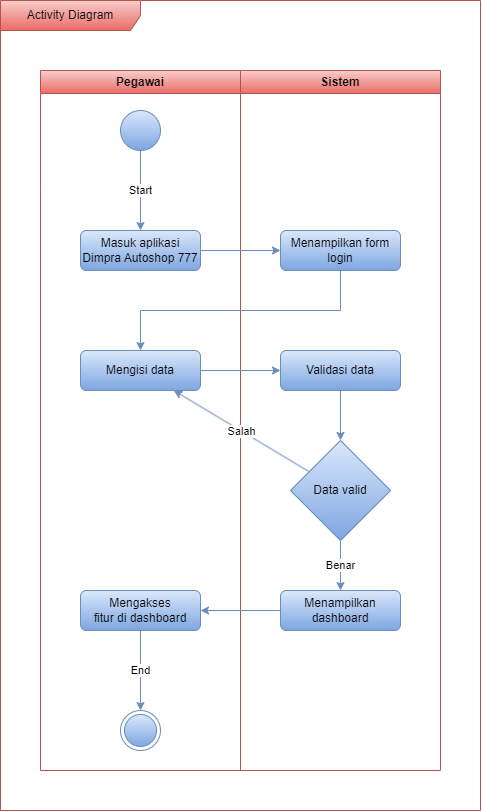 Activity Diagram
Pegawai
Sistem
Start
Masuk aplikasi
Dimpra Autoshop 777
Menampilkan form
login
Mengisi data
Validasi data
Salah
Data valid
Benar
Mengakses
fitur di dashboard
Menampilkan
dashboard
End